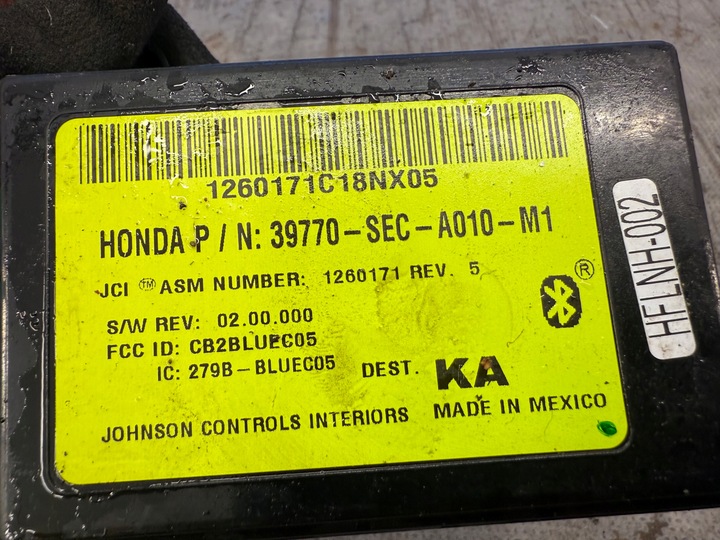 1260171C18NX05
HONDA P / N: 39770-SEC-A010-M1
JCI ™ ASM NUMBER: 1260171 REV. 5
®
S/W REV: 02.00.000
FCC ID: CB2BLUEC05
IC: 279B-BLUEC05 DEST. KA
JOHNSON CONTROLS INTERIORS MADE IN MEXICO
HFLNH-002